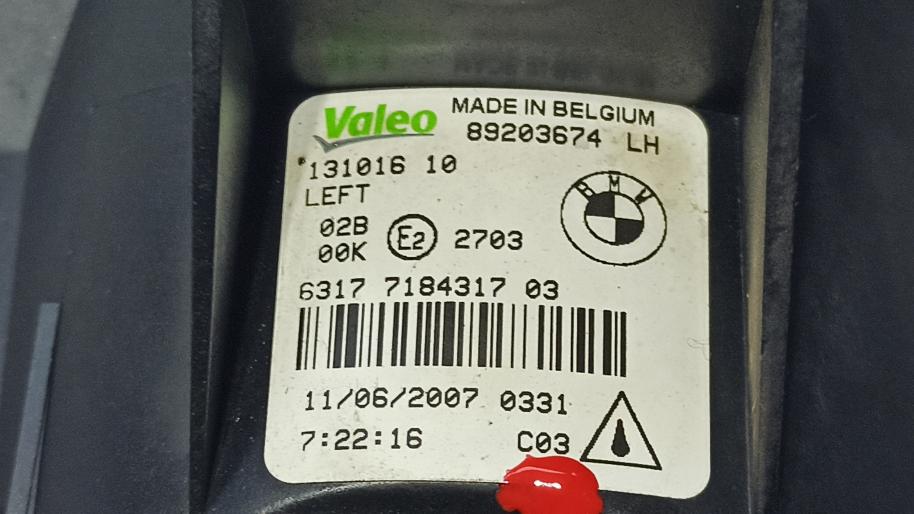 Valeo MADE IN BELGIUM
89203674 LH
131016 10
LEFT
02B
00K E2 2703
BMW
6317 7184317 03
11/06/2007 0331
7:22:16 C03